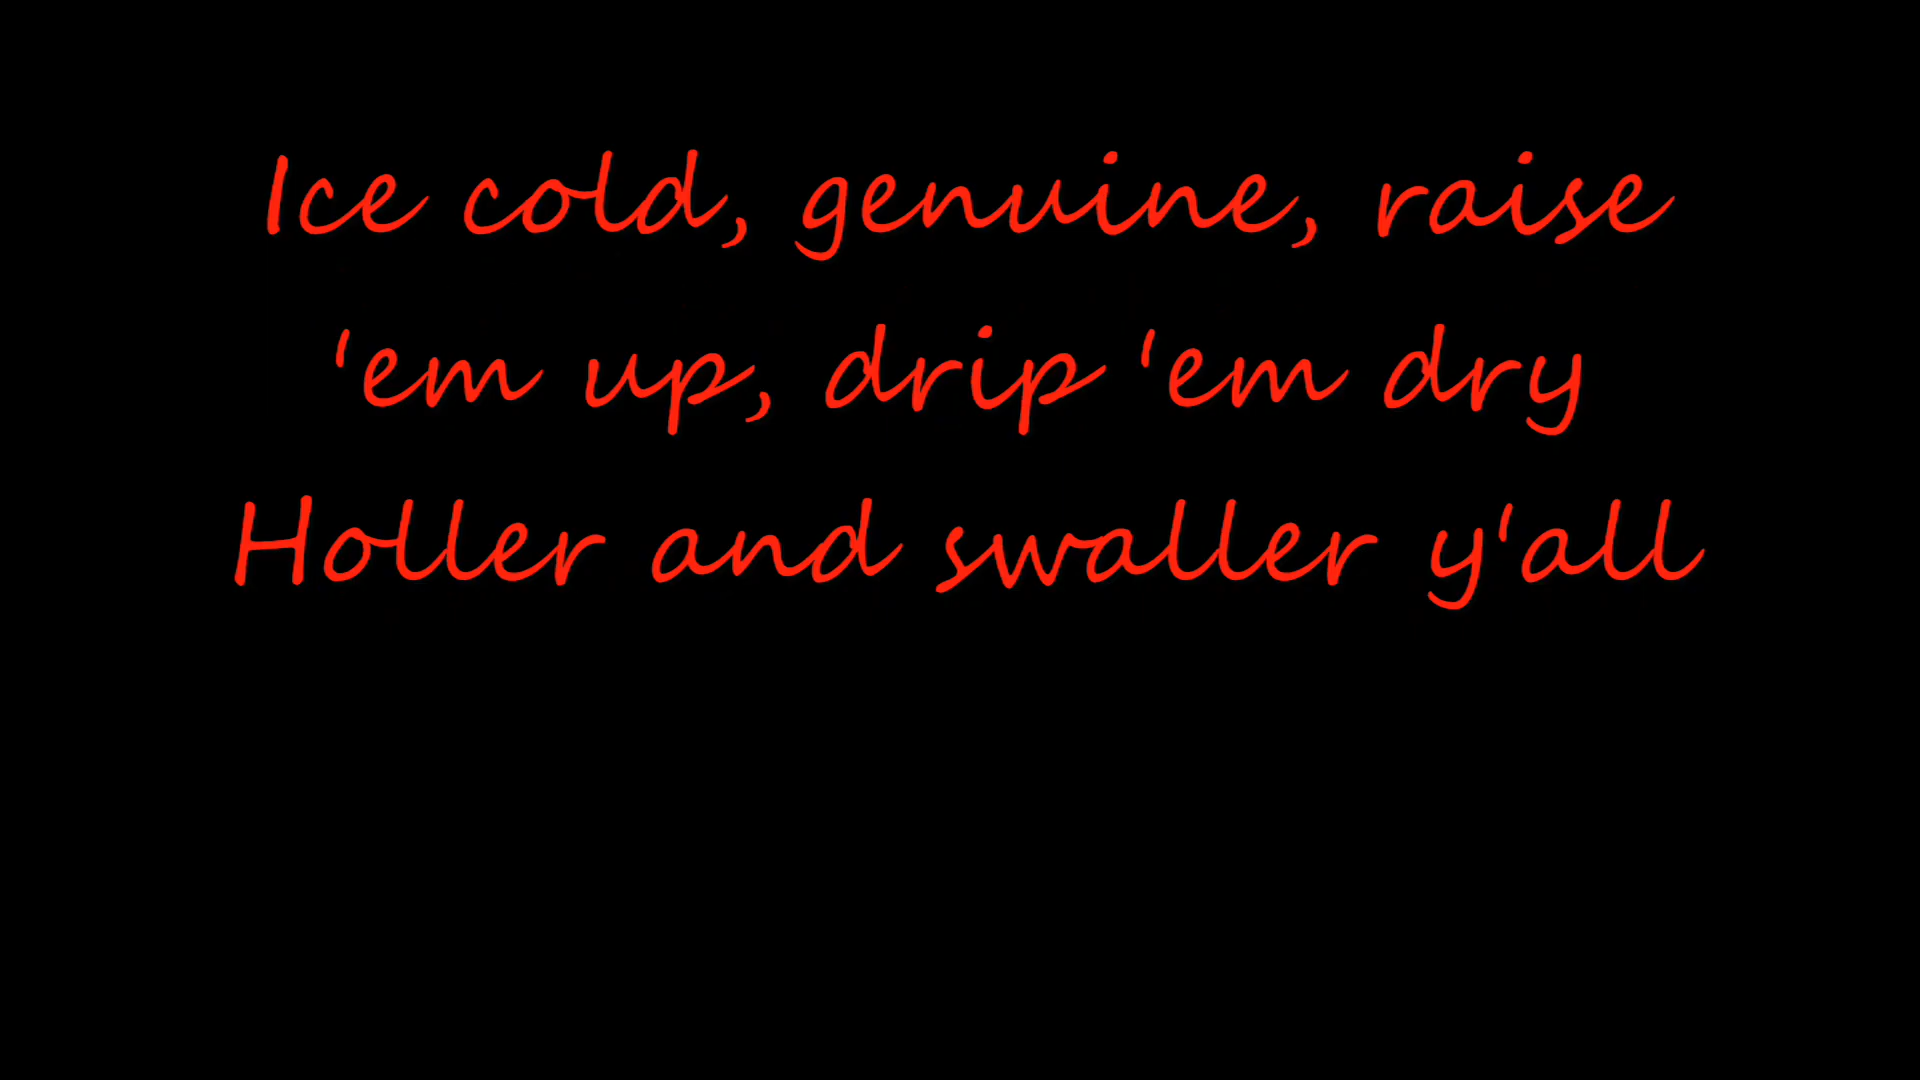 Ice cold, genuine, raise
'em up, drip 'em dry
Holler and swaller y'all